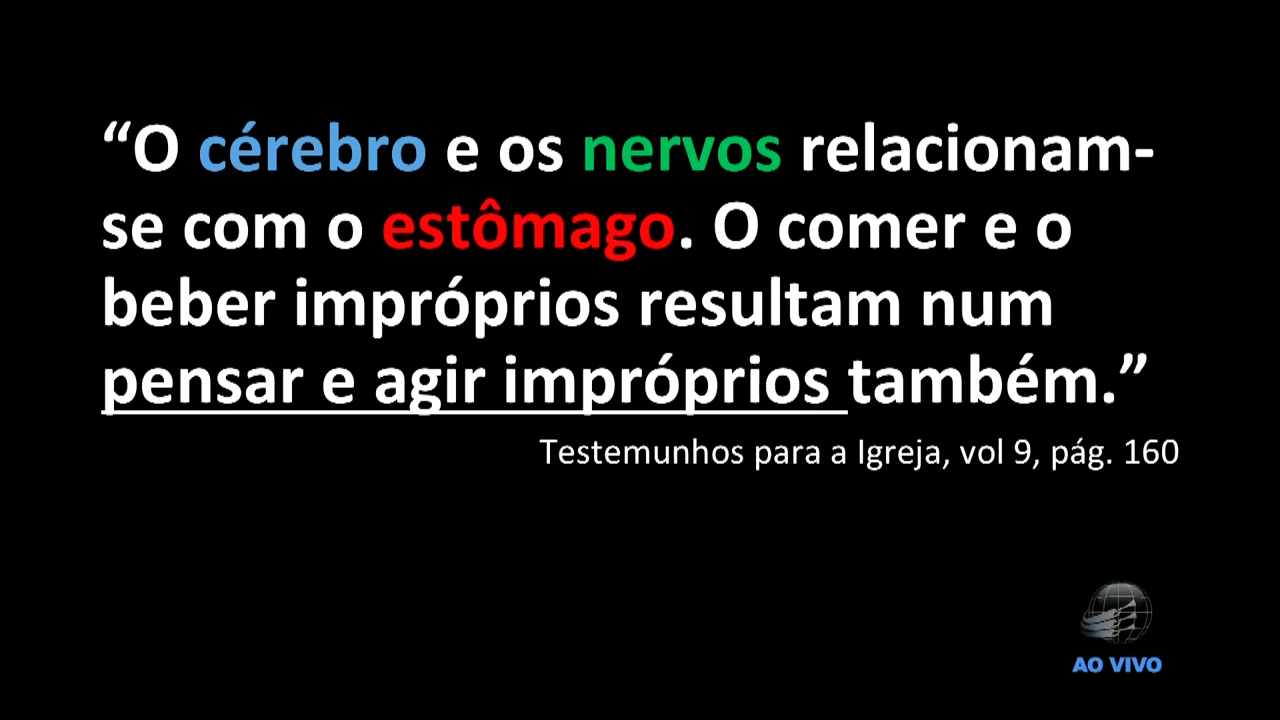 “O cérebro e os nervos relacionam-
se com o estômago. O comer e o
beber impróprios resultam num
pensar e agir impróprios também.”
Testemunhos para a Igreja, vol 9, pág. 160
AO VIVO